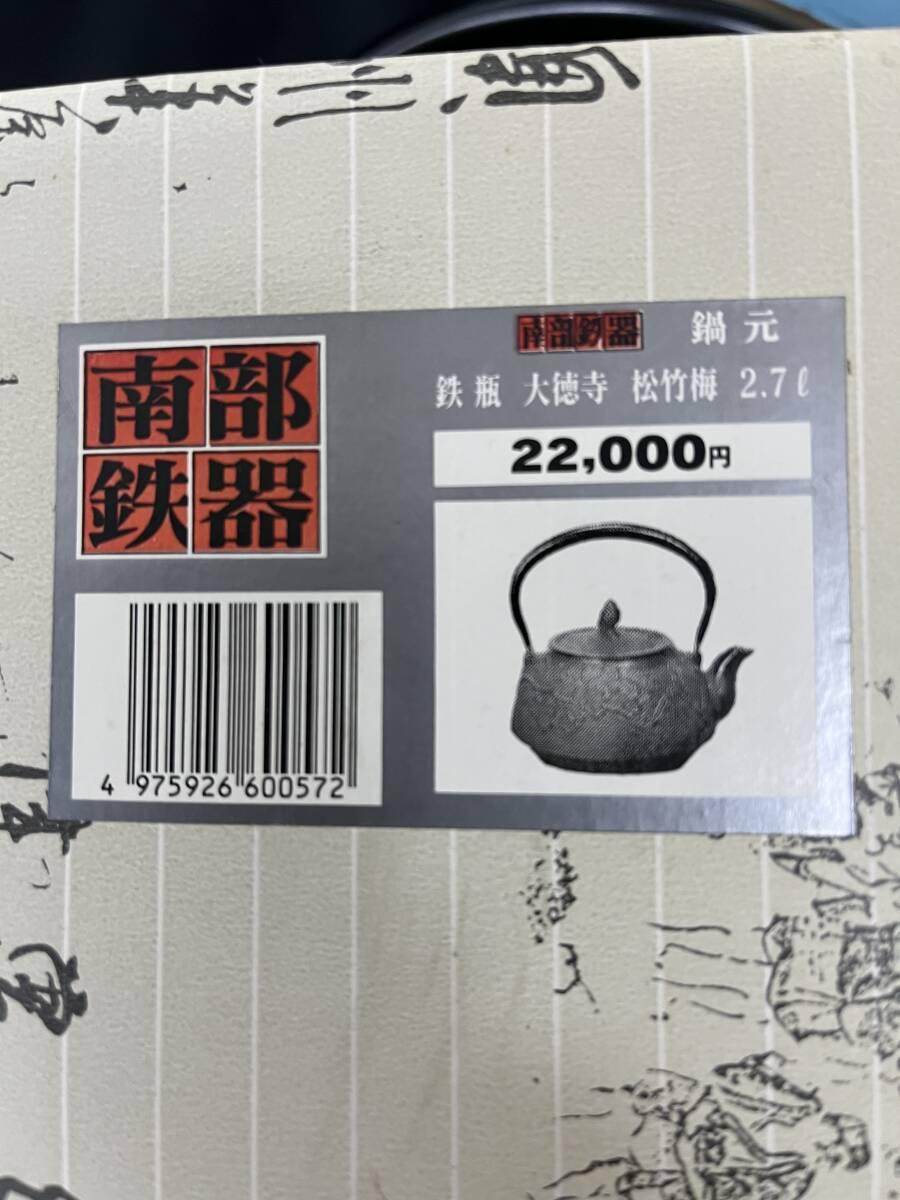 南部
鉄器
南部鉄器 鍋元
鉄瓶 大徳寺 松竹梅 2.7ℓ
22,000円
4 975926 600572